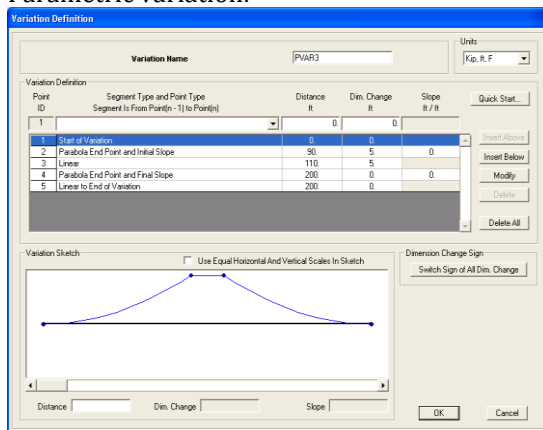 Parametric variation.
Variation Definition
Units
Variation Name PVAR3 Kip, ft, F
Variation Definition
Point Segment Type and Point Type Distance Dim. Change Slope
ID Segment Is From Point(n - 1) to Point(n) ft ft ft / ft
Quick Start...
1 0. 0.
1 Start of Variation 0. 0.
2 Parabola End Point and Initial Slope 90. 5. 0.
3 Linear 110. 5.
4 Parabola End Point and Final Slope 200. 0. 0.
5 Linear to End of Variation 200. 0.
Insert Above
Insert Below
Modify
Delete
Delete All
Variation Sketch
Use Equal Horizontal And Vertical Scales In Sketch
Dimension Change Sign
Switch Sign of All Dim. Change
Distance Dim. Change Slope
OK Cancel